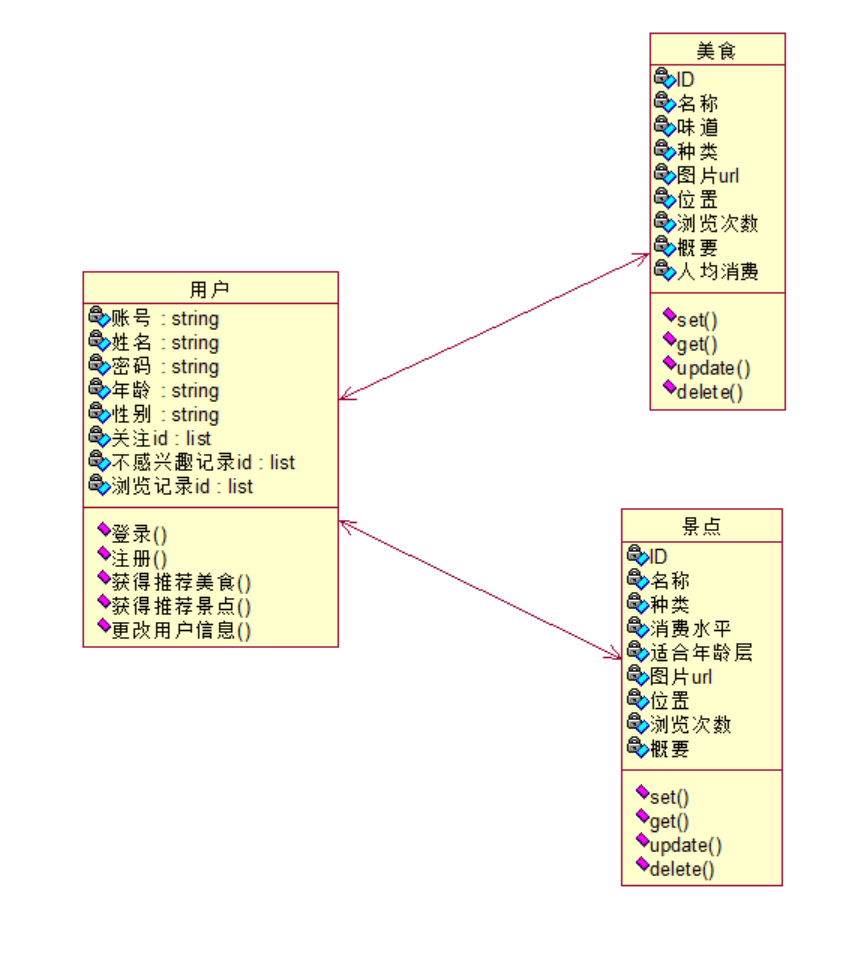 美食
ID
名称
味道
种类
图片url
位置
浏览次数
概要
人均消费
set()
get()
update()
delete()
用户
账号 : string
姓名 : string
密码 : string
年龄 : string
性别 : string
关注id : list
不感兴趣记录id : list
浏览记录id : list
登录()
注册()
获得推荐美食()
获得推荐景点()
更改用户信息()
景点
ID
名称
种类
消费水平
适合年龄层
图片url
位置
浏览次数
概要
set()
get()
update()
delete()